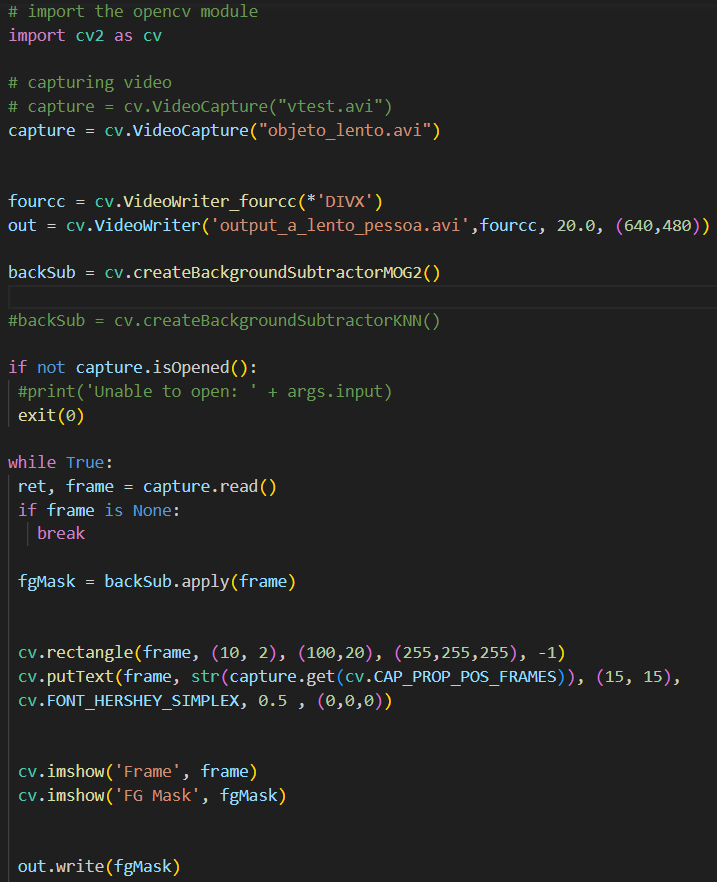 # import the opencv module
import cv2 as cv
# capturing video
# capture = cv.VideoCapture("vtest.avi")
capture = cv.VideoCapture("objeto_lento.avi")
fourcc = cv.VideoWriter_fourcc(*'DIVX')
out = cv.VideoWriter('output_a_lento_pessoa.avi',fourcc, 20.0, (640,480))
backSub = cv.createBackgroundSubtractorMOG2()
#backSub = cv.createBackgroundSubtractorKNN()
if not capture.isOpened():
 #print('Unable to open: ' + args.input)
 exit(0)
while True:
 ret, frame = capture.read()
 if frame is None:
   break
 fgMask = backSub.apply(frame)
 cv.rectangle(frame, (10, 2), (100,20), (255,255,255), -1)
 cv.putText(frame, str(capture.get(cv.CAP_PROP_POS_FRAMES)), (15, 15),
 cv.FONT_HERSHEY_SIMPLEX, 0.5 , (0,0,0))
 cv.imshow('Frame', frame)
 cv.imshow('FG Mask', fgMask)
 out.write(fgMask)